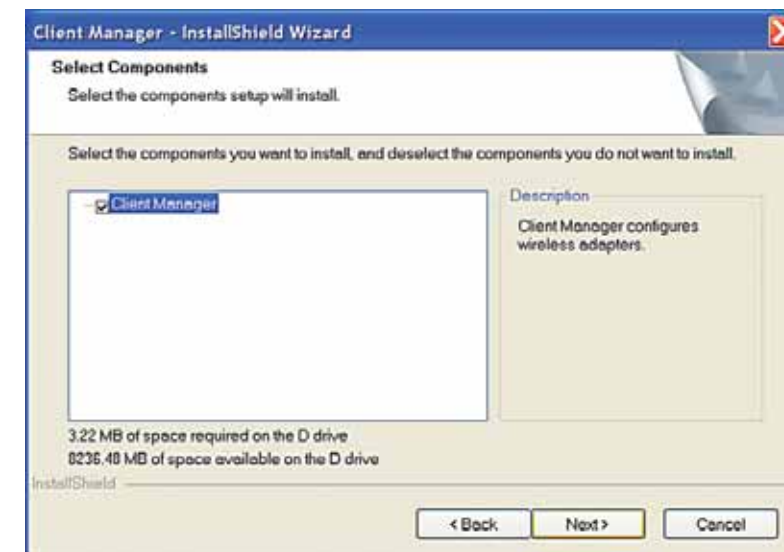 Client Manager - InstallShield Wizard
Select Components
Select the components setup will install.
Select the components you want to install, and deselect the components you do not want to install.
Client Manager
Description
Client Manager configures
wireless adapters.
3.22 MB of space required on the D drive
8236.48 MB of space available on the D drive
InstallShield
< Back
Next >
Cancel